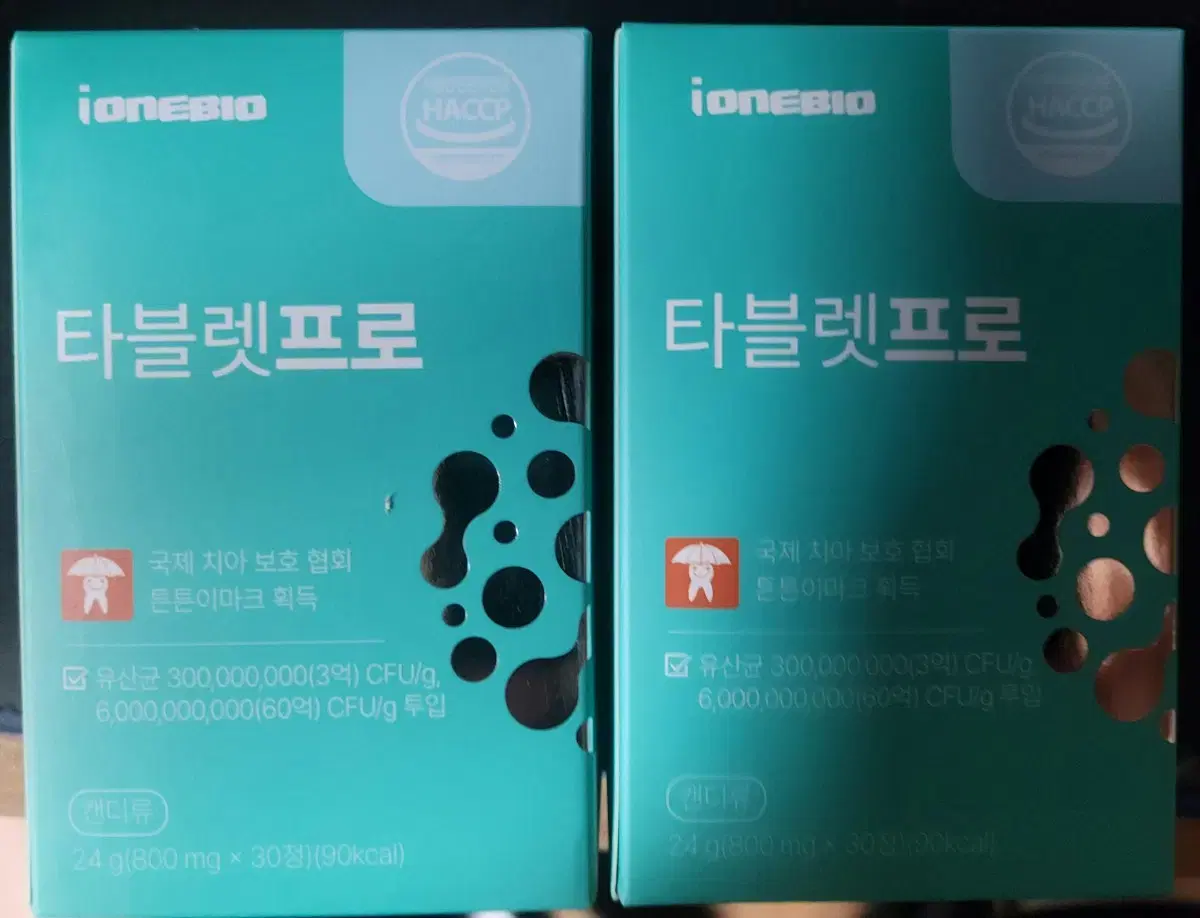 ionebio
HACCP
타블렛프로
국제 치아 보호 협회
튼튼이마크 획득
유산균 300,000,000(3억) CFU/g,
6,000,000,000(60억) CFU/g 투입
캔디류
24 g(800 mg × 30정)(90kcal)
ionebio
HACCP
타블렛프로
국제 치아 보호 협회
튼튼이마크 획득
유산균 300,000,000(3억) CFU/g
6,000,000,000(60억) CFU/g 투입
캔디류
24 g(800 mg × 30정)(90kcal)